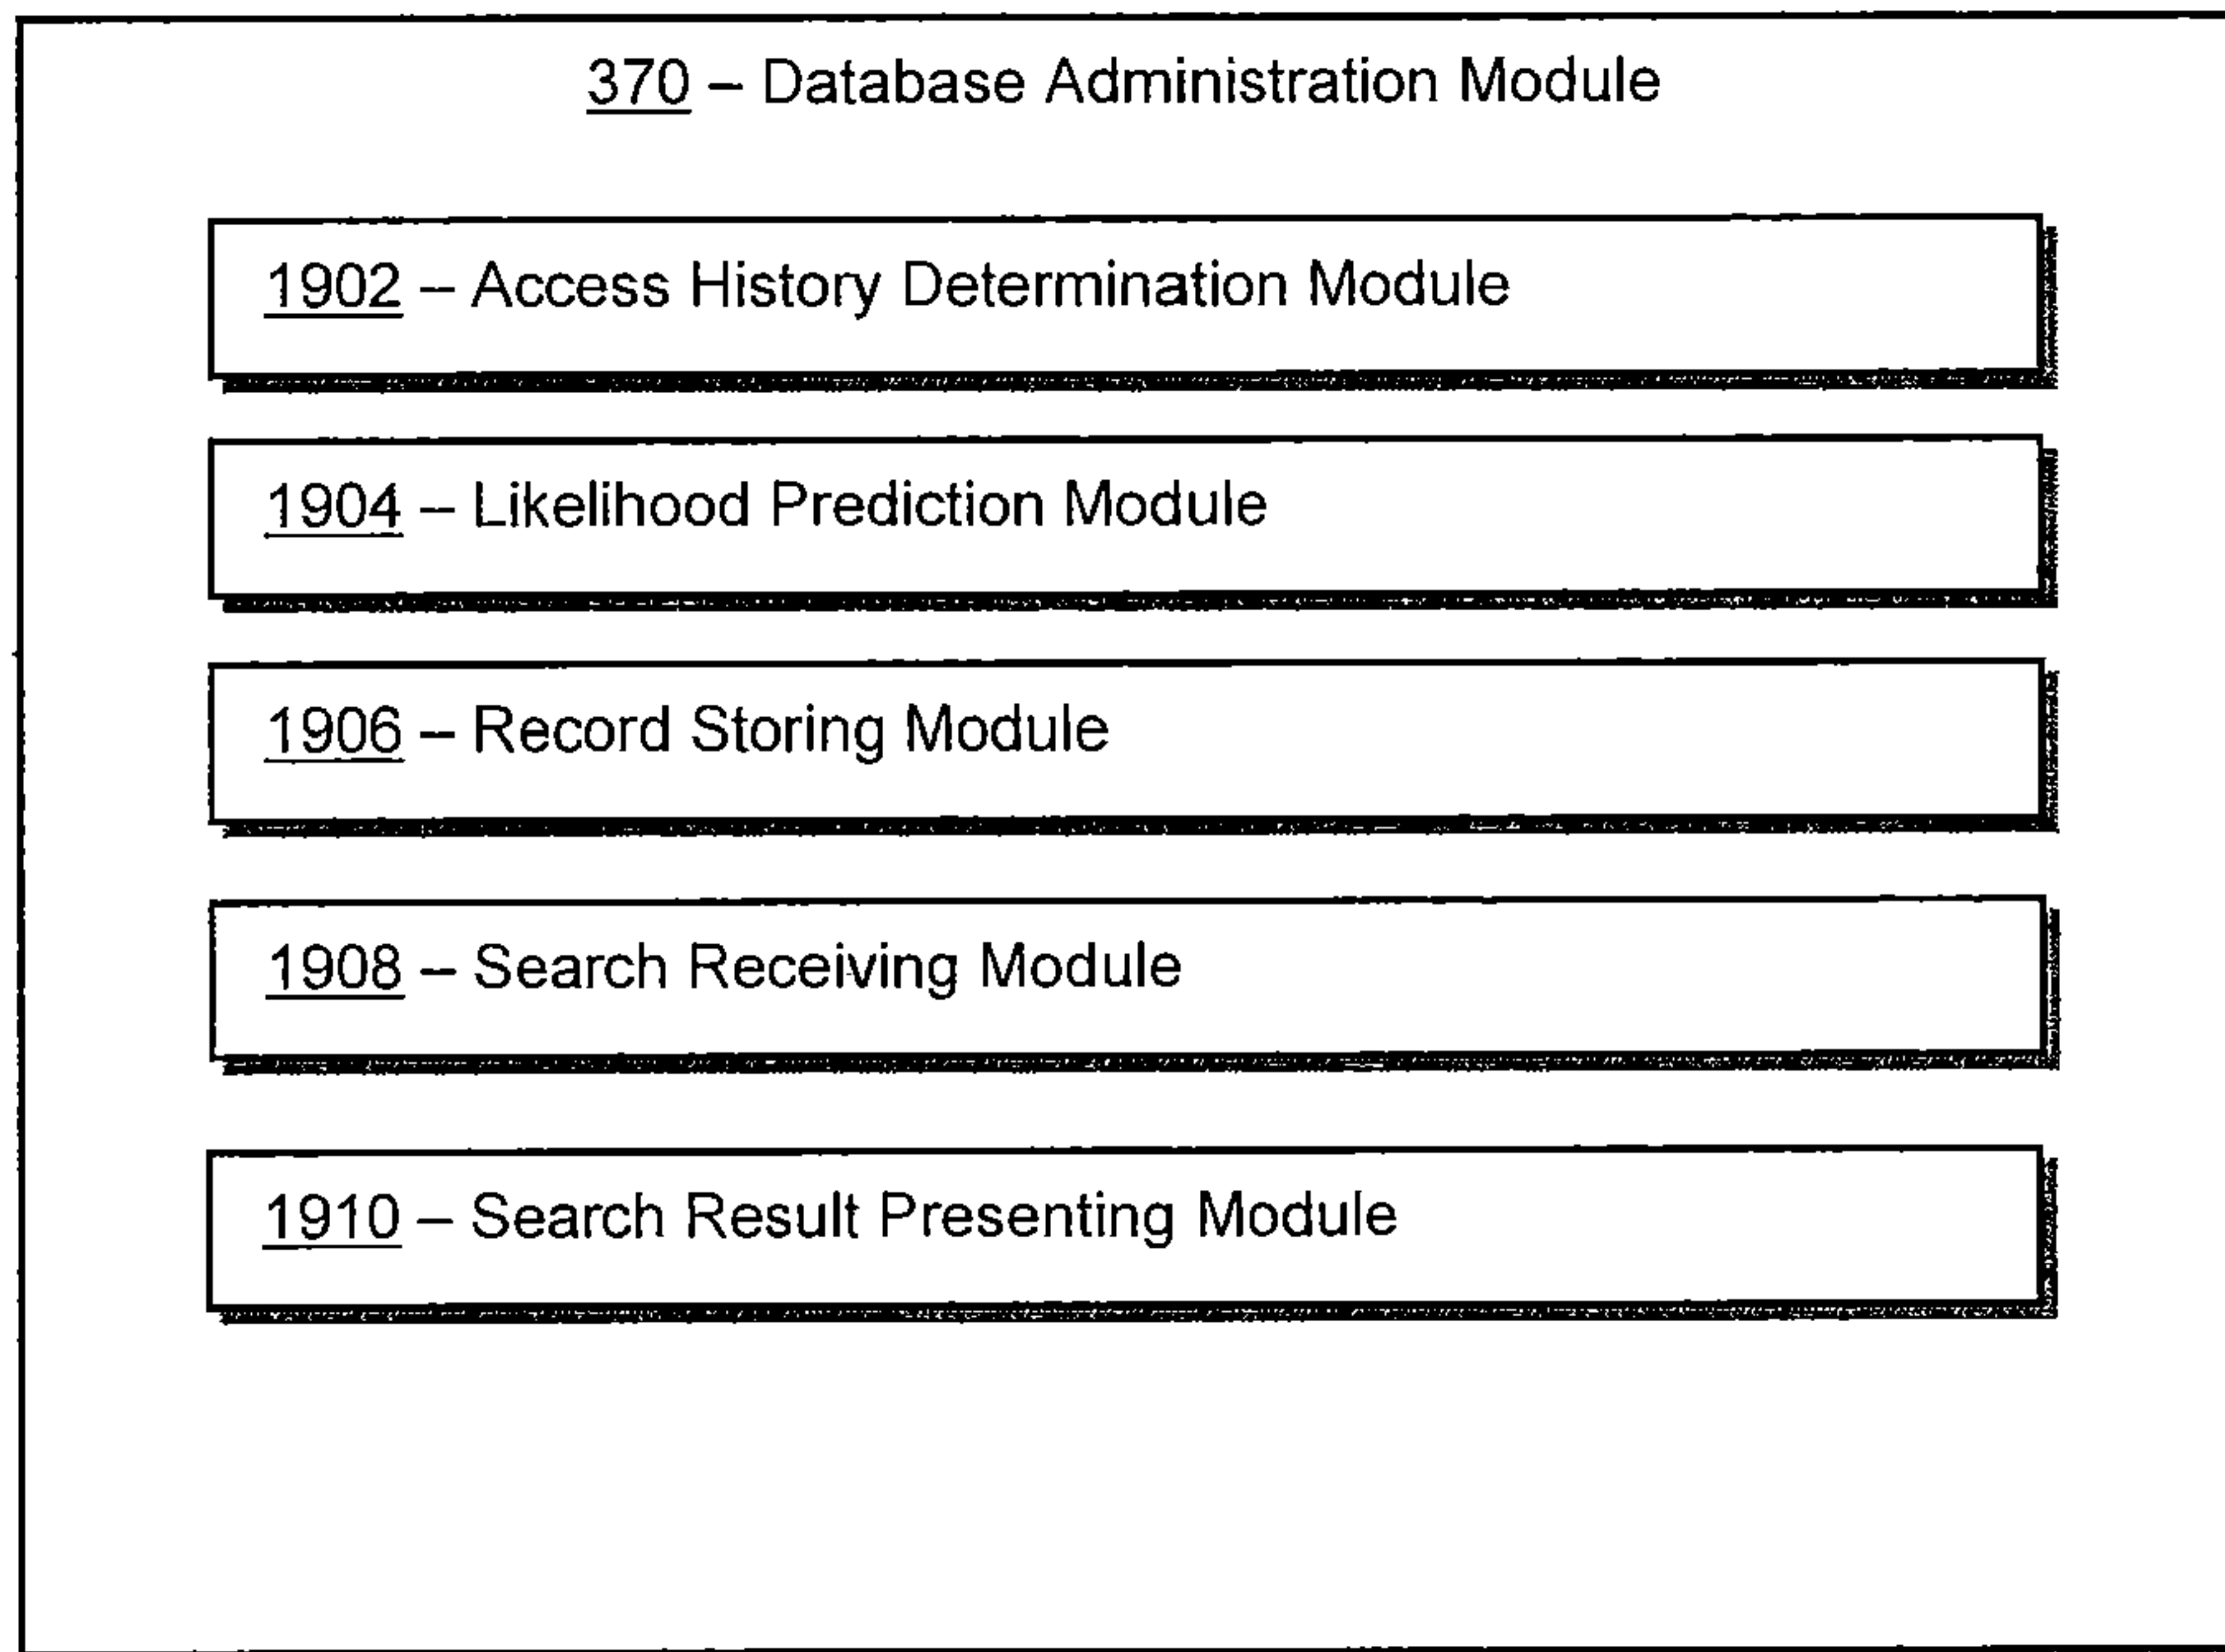 370 – Database Administration Module
1902 – Access History Determination Module
1904 – Likelihood Prediction Module
1906 – Record Storing Module
1908 – Search Receiving Module
1910 – Search Result Presenting Module